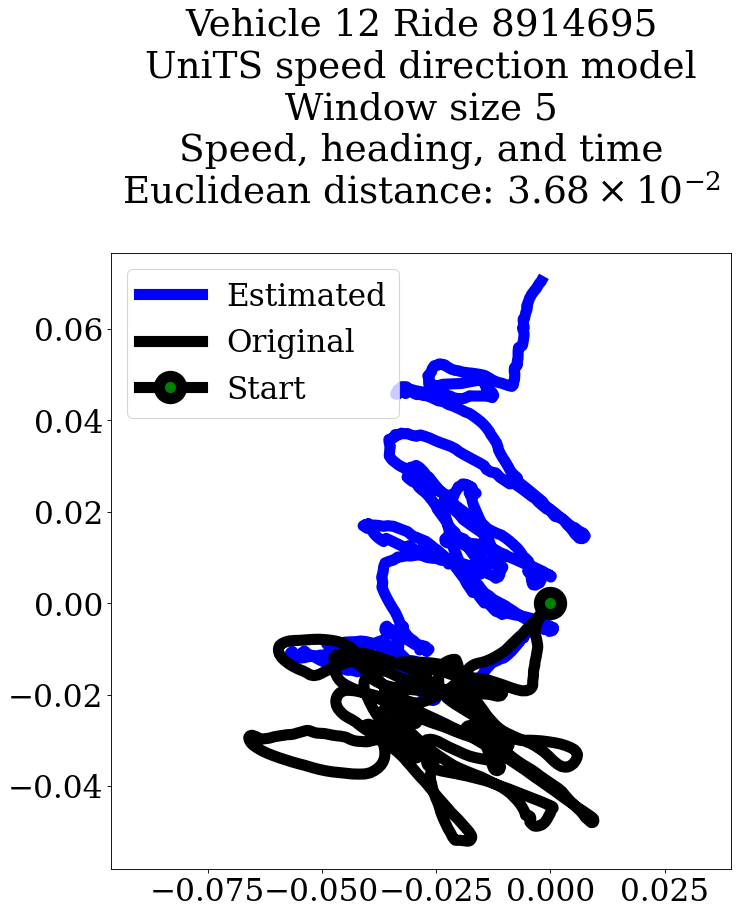 Vehicle 12 Ride 8914695
UniTS speed direction model
Window size 5
Speed, heading, and time
Euclidean distance: 3.68 × 10⁻²
Estimated
Original
Start
0.06
0.04
0.02
0.00
−0.02
−0.04
−0.075 −0.050 −0.025 0.000 0.025